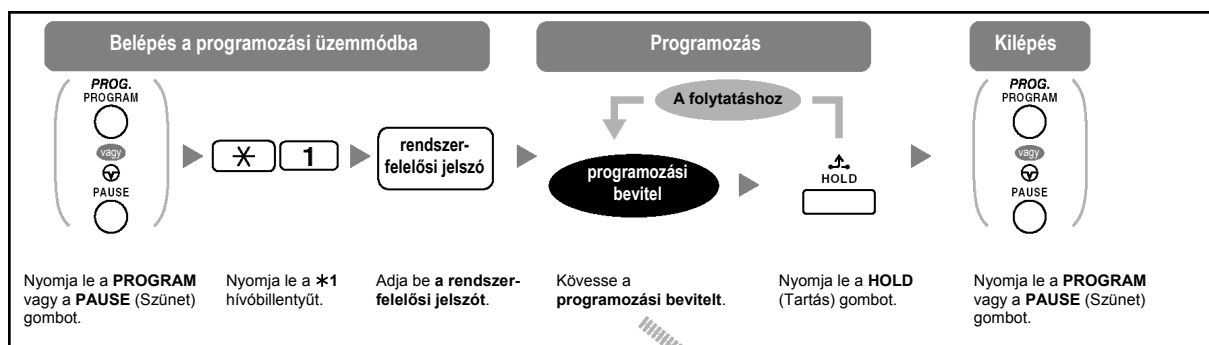 Belépés a programozási üzemmódba
Programozás
Kilépés
PROG.
PROGRAM
vagy
PAUSE
✳ 1
rendszer-
felelősi jelszó
A folytatáshoz
programozási
bevitel
HOLD
PROG.
PROGRAM
vagy
PAUSE
Nyomja le a PROGRAM
vagy a PAUSE (Szünet)
gombot.
Nyomja le a ✳1
hívóbillentyűt.
Adja be a rendszer-
felelősi jelszót.
Kövesse a
programozási bevitelt.
Nyomja le a HOLD
(Tartás) gombot.
Nyomja le a PROGRAM
vagy a PAUSE (Szünet)
gombot.